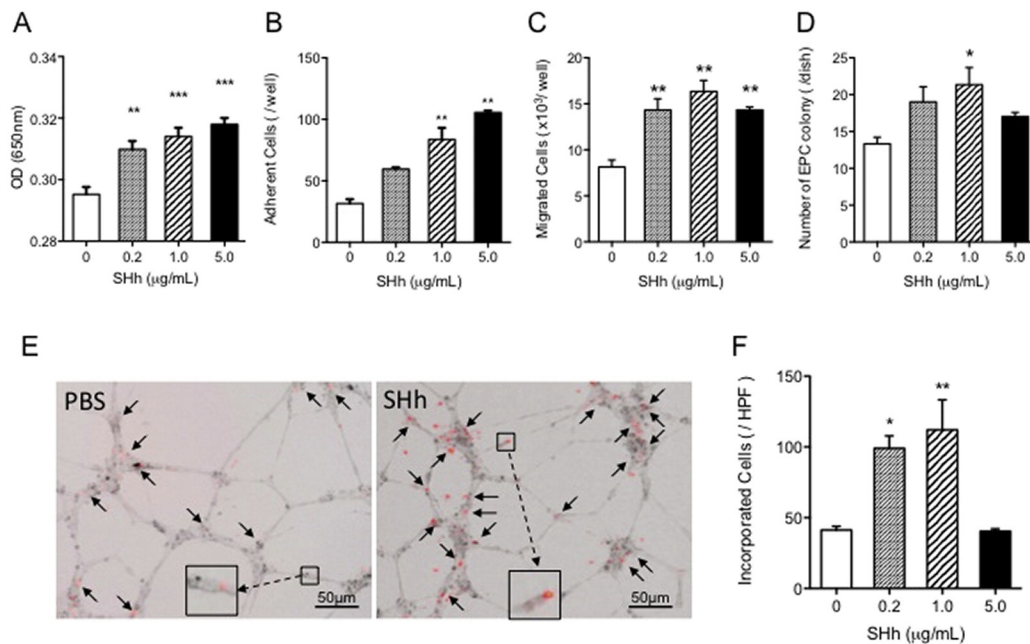 A
OD (650nm)
0.34
0.32
0.30
0.28
**
***
***
0
0.2
1.0
5.0
SHh (μg/mL)
B
Adherent Cells ( / well)
150
100
50
0
**
**
0
0.2
1.0
5.0
SHh (μg/mL)
C
Migrated Cells ( x10³/ well)
20
15
10
5
0
**
**
**
0
0.2
1.0
5.0
SHh (μg/mL)
D
Number of EPC colony ( /dish)
25
20
15
10
5
0
*
0
0.2
1.0
5.0
SHh (μg/mL)
E
PBS
50μm
SHh
50μm
F
Incorporated Cells ( / HPF )
150
100
50
0
*
**
0
0.2
1.0
5.0
SHh (μg/mL)